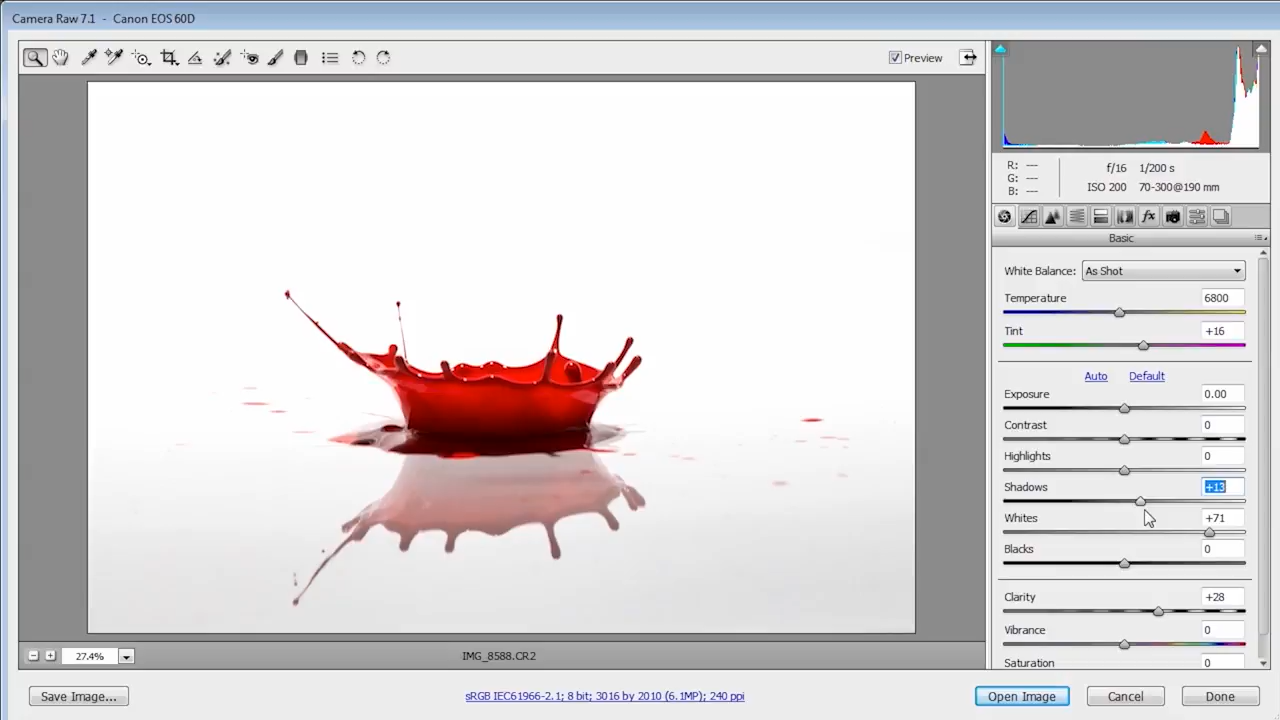 Camera Raw 7.1 - Canon EOS 60D
Preview
R: ---
G: ---
B: ---
f/16 1/200 s
ISO 200 70-300@190 mm
fx
Basic
White Balance: As Shot
Temperature 6800
Tint +16
Auto Default
Exposure 0.00
Contrast 0
Highlights 0
Shadows +13
Whites +71
Blacks 0
Clarity +28
Vibrance 0
Saturation 0
27.4%
IMG_8588.CR2
Save Image...
sRGB IEC61966-2.1; 8 bit; 3016 by 2010 (6.1MP); 240 ppi
Open Image
Cancel
Done